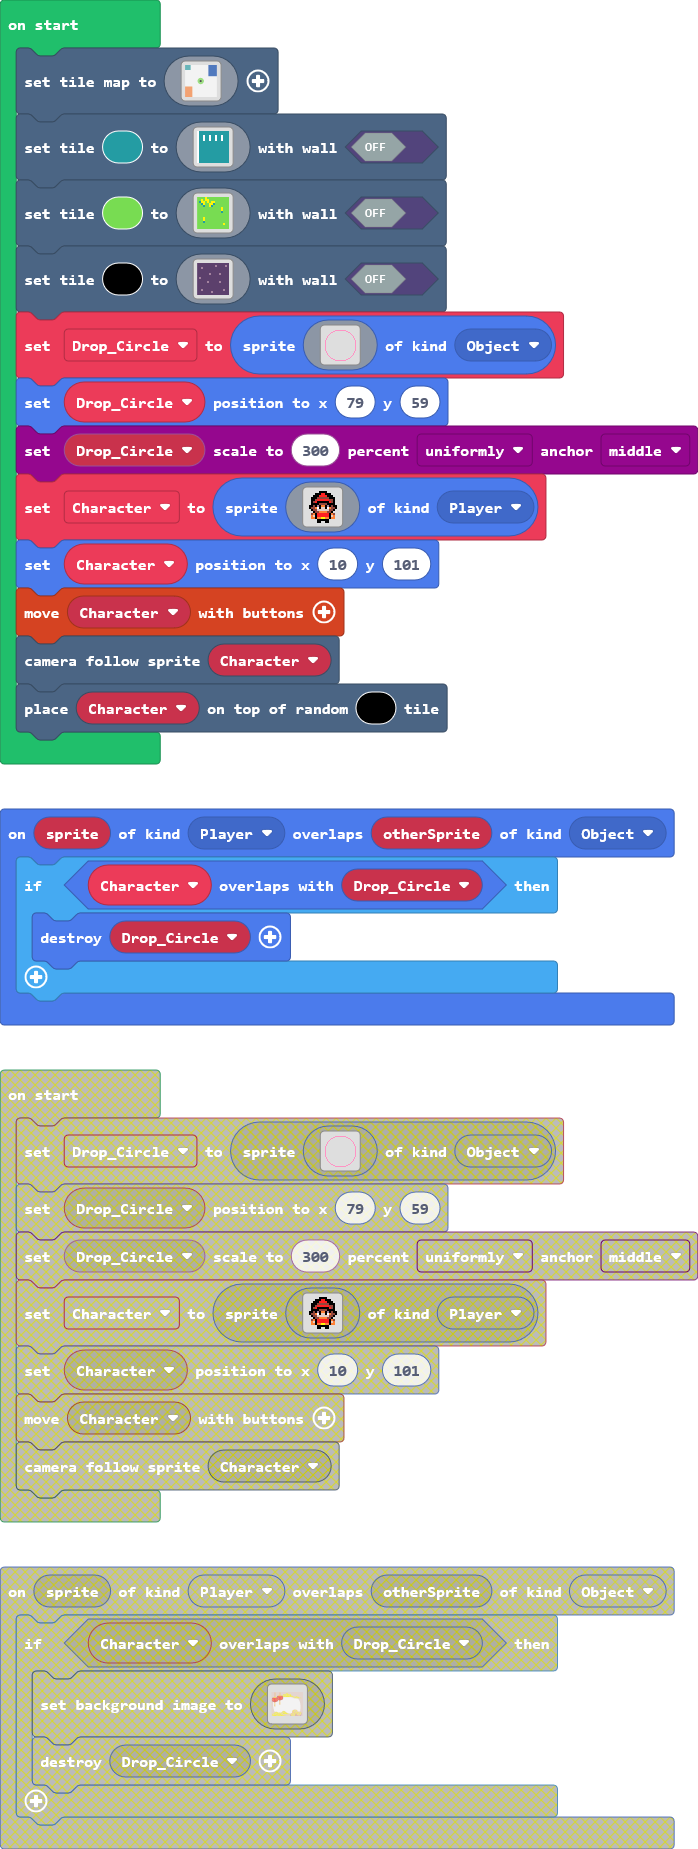 on start
set tile map to
set tile to with wall OFF
set tile to with wall OFF
set tile to with wall OFF
set Drop_Circle to sprite of kind Object
set Drop_Circle position to x 79 y 59
set Drop_Circle scale to 300 percent uniformly anchor middle
set Character to sprite of kind Player
set Character position to x 10 y 101
move Character with buttons
camera follow sprite Character
place Character on top of random tile
on sprite of kind Player overlaps otherSprite of kind Object
if Character overlaps with Drop_Circle then
destroy Drop_Circle
on start
set Drop_Circle to sprite of kind Object
set Drop_Circle position to x 79 y 59
set Drop_Circle scale to 300 percent uniformly anchor middle
set Character to sprite of kind Player
set Character position to x 10 y 101
move Character with buttons
camera follow sprite Character
on sprite of kind Player overlaps otherSprite of kind Object
if Character overlaps with Drop_Circle then
set background image to
destroy Drop_Circle